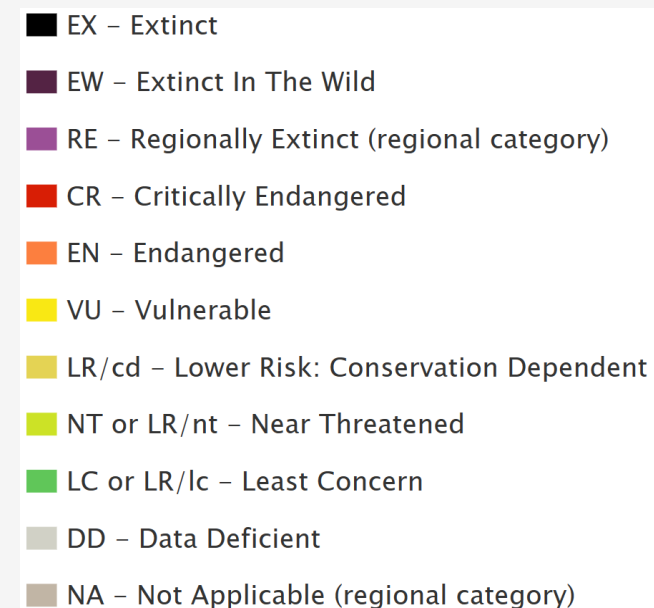 EX – Extinct
EW – Extinct In The Wild
RE – Regionally Extinct (regional category)
CR – Critically Endangered
EN – Endangered
VU – Vulnerable
LR/cd – Lower Risk: Conservation Dependent
NT or LR/nt – Near Threatened
LC or LR/lc – Least Concern
DD – Data Deficient
NA – Not Applicable (regional category)